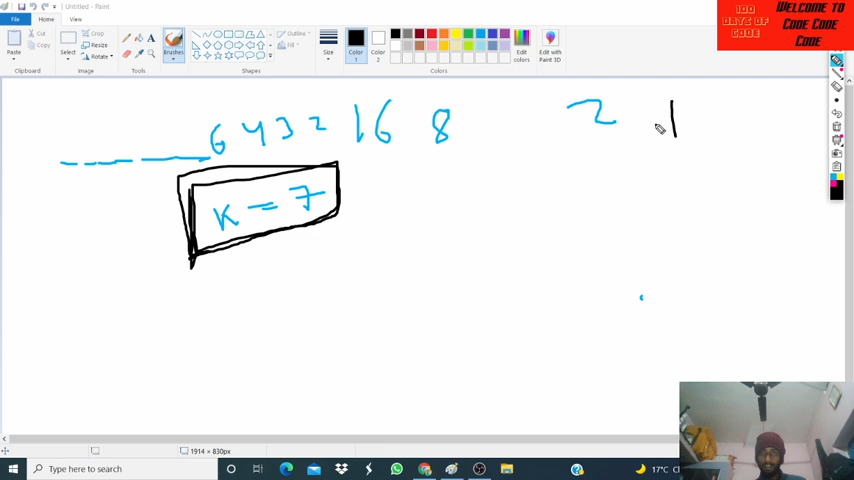 Untitled - Paint
File Home View
Paste Cut Copy Select Crop Resize Rotate Brushes Outline Fill Size Color 1 Color 2 Edit colors Edit with Paint 3D
Clipboard Image Tools Shapes Colors
100 DAYS OF CODE
WELCOME TO CODE CODE CODE
64 32 16 8 2 1
K = 7
1914 × 830px
Type here to search
17°C